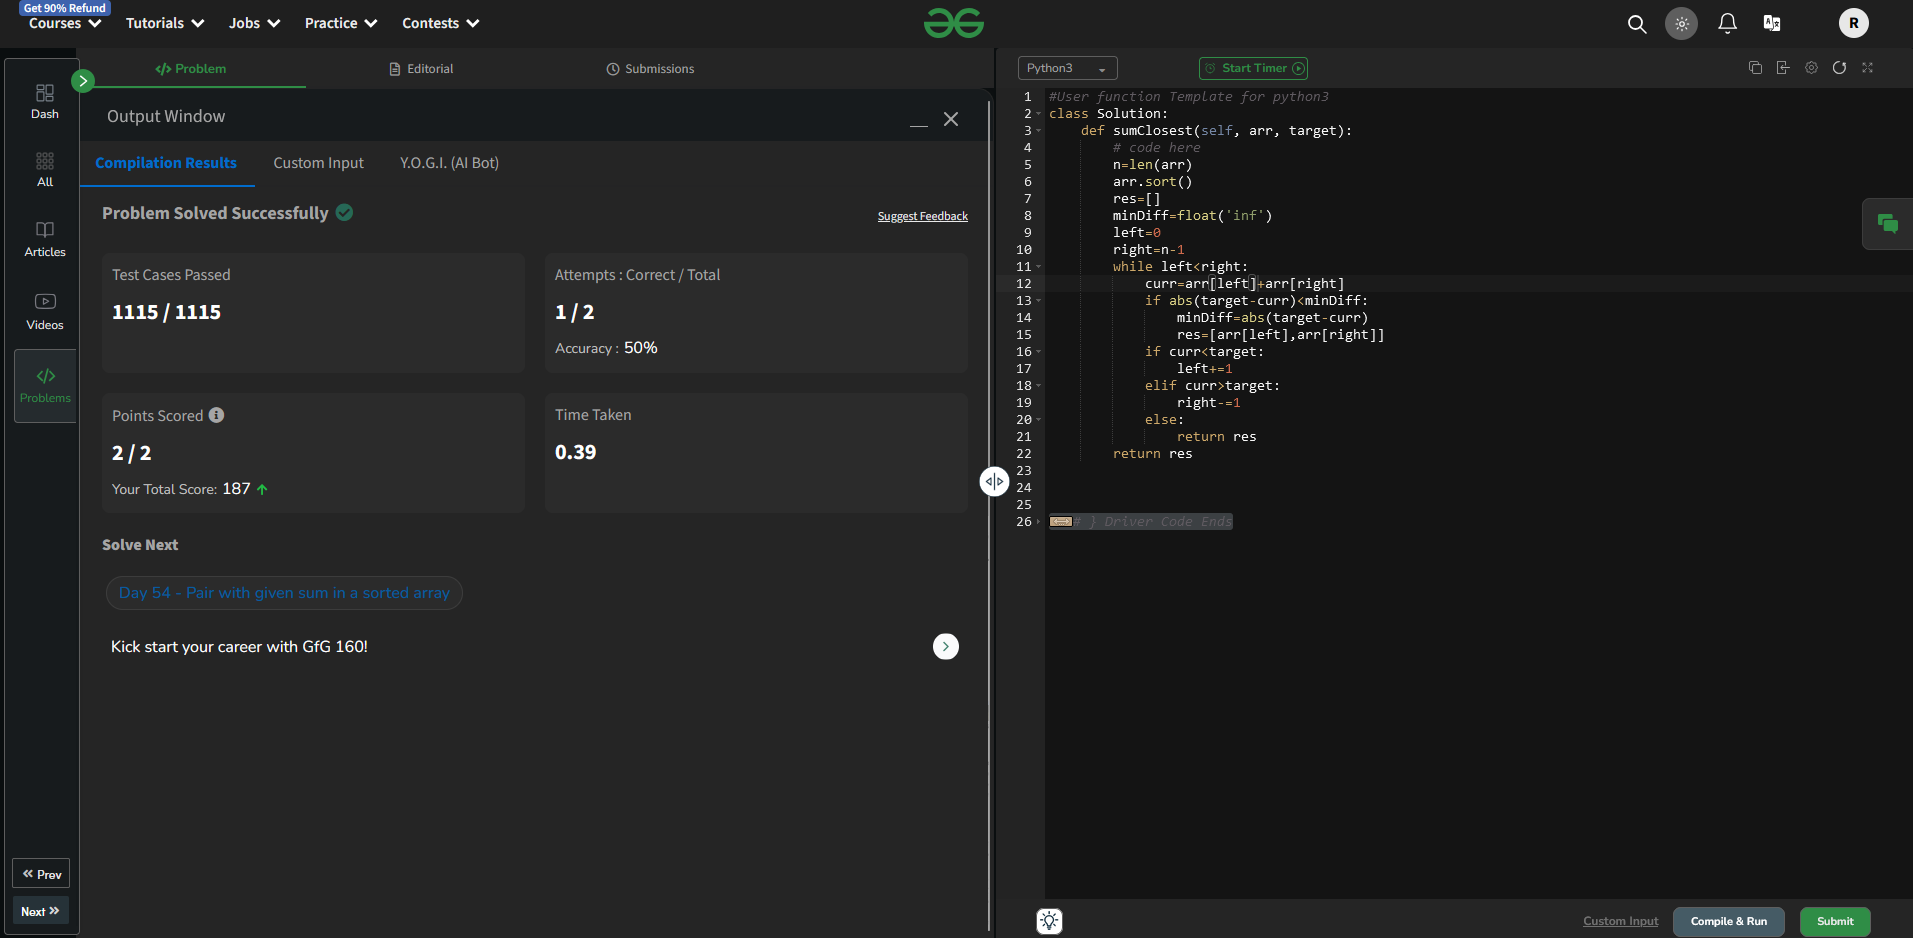 Get 90% Refund
Courses Tutorials Jobs Practice Contests
R
Dash
All
Articles
Videos
Problems
Prev
Next
Problem Editorial Submissions
Output Window
Compilation Results Custom Input Y.O.G.I. (AI Bot)
Problem Solved Successfully
Suggest Feedback
Test Cases Passed
1115 / 1115
Attempts : Correct / Total
1 / 2
Accuracy : 50%
Points Scored
2 / 2
Your Total Score: 187
Time Taken
0.39
Solve Next
Day 54 - Pair with given sum in a sorted array
Kick start your career with GfG 160!
Python3 Start Timer
1 #User function Template for python3
2 class Solution:
3 def sumClosest(self, arr, target):
4 # code here
5 n=len(arr)
6 arr.sort()
7 res=[]
8 minDiff=float('inf')
9 left=0
10 right=n-1
11 while left<right:
12 curr=arr[left]+arr[right]
13 if abs(target-curr)<minDiff:
14 minDiff=abs(target-curr)
15 res=[arr[left],arr[right]]
16 if curr<target:
17 left+=1
18 elif curr>target:
19 right-=1
20 else:
21 return res
22 return res
23
24
25
26 # } Driver Code Ends
Custom Input Compile & Run Submit